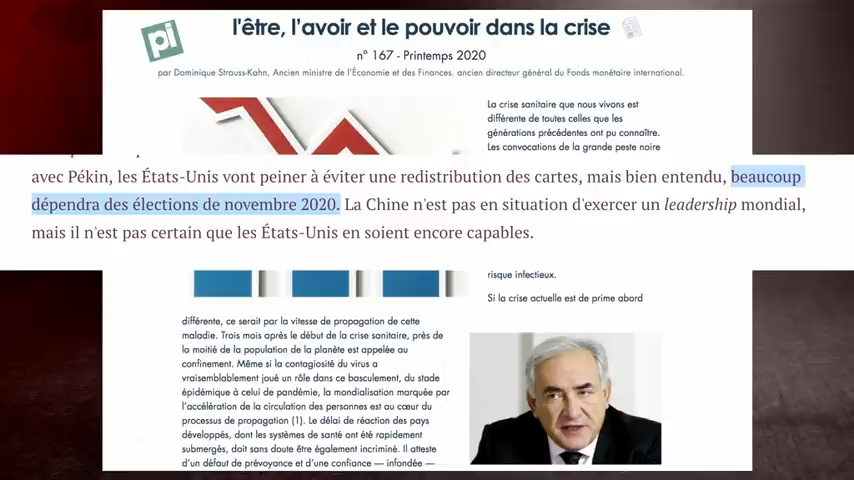 pi
l'être, l'avoir et le pouvoir dans la crise
n° 167 - Printemps 2020
par Dominique Strauss-Kahn, Ancien ministre de l'Économie et des Finances. ancien directeur général du Fonds monétaire international.
La crise sanitaire que nous vivons est
différente de toutes celles que les
générations précédentes ont pu connaître.
Les convocations de la grande peste noire
avec Pékin, les États-Unis vont peiner à éviter une redistribution des cartes, mais bien entendu, beaucoup
dépendra des élections de novembre 2020. La Chine n'est pas en situation d'exercer un leadership mondial,
mais il n'est pas certain que les États-Unis en soient encore capables.
risque infectieux.
Si la crise actuelle est de prime abord
différente, ce serait par la vitesse de propagation de cette
maladie. Trois mois après le début de la crise sanitaire, près de
la moitié de la population de la planète est appelée au
confinement. Même si la contagiosité du virus a
vraisemblablement joué un rôle dans ce basculement, du stade
épidémique à celui de pandémie, la mondialisation marquée par
l'accélération de la circulation des personnes est au cœur du
processus de propagation (1). Le délai de réaction des pays
développés, dont les systèmes de santé ont été rapidement
submergés, doit sans doute être également incriminé. Il atteste
d'un défaut de prévoyance et d'une confiance — infondée —